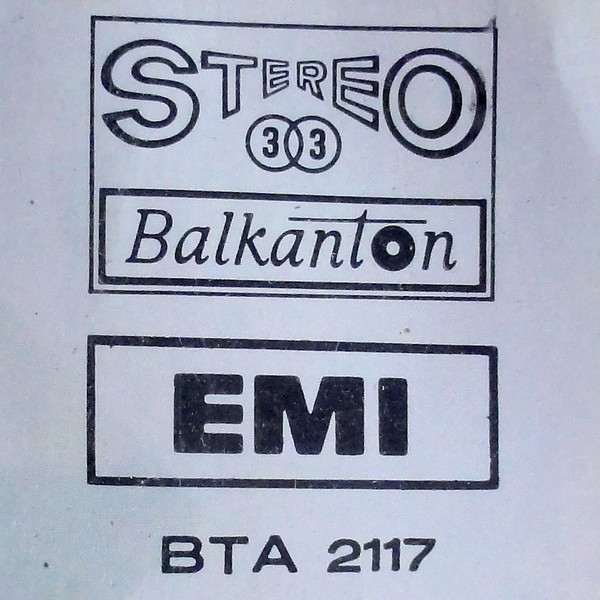 STEREO
33
Balkanton
EMI
BTA 2117